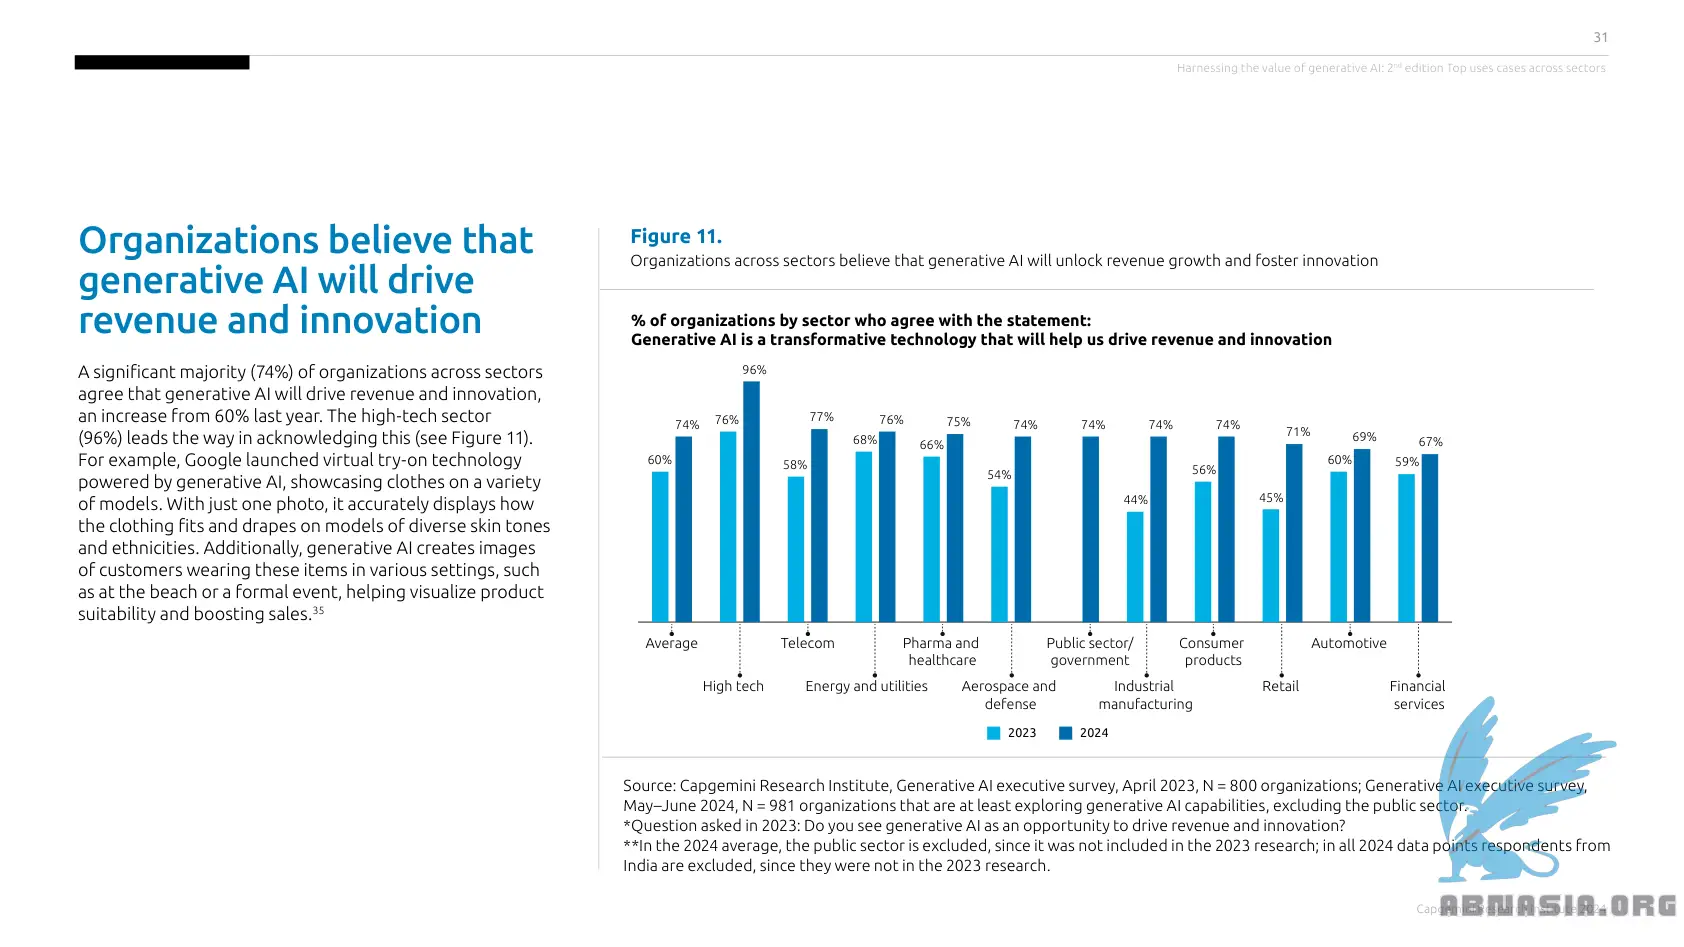 31
Harnessing the value of generative AI: 2nd edition Top uses cases across sectors
Organizations believe that
generative AI will drive
revenue and innovation
A significant majority (74%) of organizations across sectors
agree that generative AI will drive revenue and innovation,
an increase from 60% last year. The high-tech sector
(96%) leads the way in acknowledging this (see Figure 11).
For example, Google launched virtual try-on technology
powered by generative AI, showcasing clothes on a variety
of models. With just one photo, it accurately displays how
the clothing fits and drapes on models of diverse skin tones
and ethnicities. Additionally, generative AI creates images
of customers wearing these items in various settings, such
as at the beach or a formal event, helping visualize product
suitability and boosting sales.35
Figure 11.
Organizations across sectors believe that generative AI will unlock revenue growth and foster innovation
% of organizations by sector who agree with the statement:
Generative AI is a transformative technology that will help us drive revenue and innovation
60% 74% 76% 96% 58% 77% 68% 76% 66% 75% 54% 74% 74% 44% 74% 56% 74% 45% 71% 60% 69% 59% 67%
Average
High tech
Telecom
Energy and utilities
Pharma and
healthcare
Aerospace and
defense
Public sector/
government
Industrial
manufacturing
Consumer
products
Retail
Automotive
Financial
services
2023 2024
Source: Capgemini Research Institute, Generative AI executive survey, April 2023, N = 800 organizations; Generative AI executive survey,
May–June 2024, N = 981 organizations that are at least exploring generative AI capabilities, excluding the public sector.
*Question asked in 2023: Do you see generative AI as an opportunity to drive revenue and innovation?
**In the 2024 average, the public sector is excluded, since it was not included in the 2023 research; in all 2024 data points respondents from
India are excluded, since they were not in the 2023 research.
Capgemini Research Institute 2024
ABNASIA.ORG